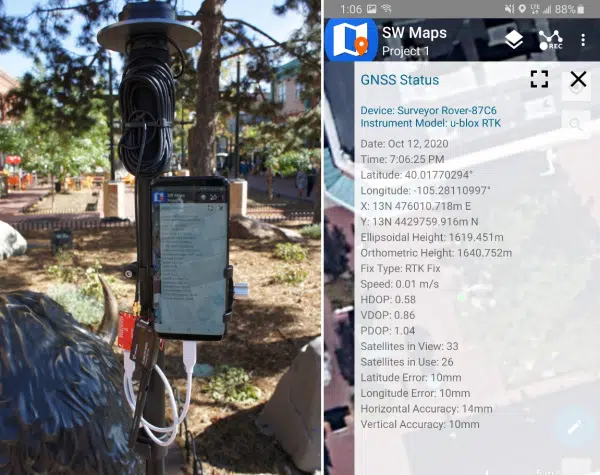 1:06
LTE
88%
SW Maps
Project 1
REC
GNSS Status
Device: Surveyor Rover-87C6
Instrument Model: u-blox RTK
Date: Oct 12, 2020
Time: 7:06:25 PM
Latitude: 40.01770294°
Longitude: -105.28110997°
X: 13N 476010.718m E
Y: 13N 4429759.916m N
Ellipsoidal Height: 1619.451m
Orthometric Height: 1640.752m
Fix Type: RTK Fix
Speed: 0.01 m/s
HDOP: 0.58
VDOP: 0.86
PDOP: 1.04
Satellites in View: 33
Satellites in Use: 26
Latitude Error: 10mm
Longitude Error: 10mm
Horizontal Accuracy: 14mm
Vertical Accuracy: 10mm
SW Maps